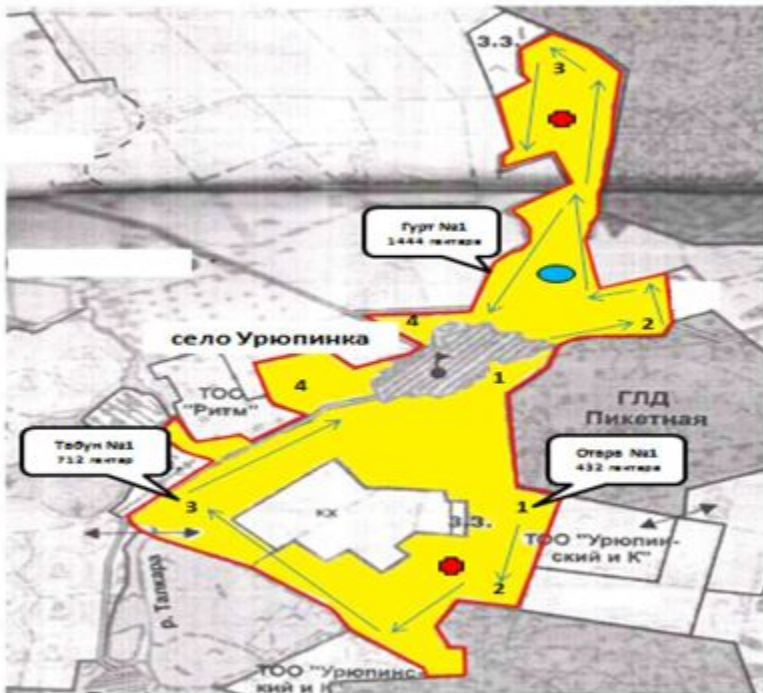 З.З.
3
Гурт №1
1444 гектара
4
село Урюпинка
2
1
4
ТОО
"Ритм"
ГЛД
Пикетная
Табун №1
712 гектар
Отара №1
432 гектара
3
1
КХ
З.З.
ТОО "Урюпин-
ский и К"
2
р. Талкара
ТОО "Урюпинс-
кий и К